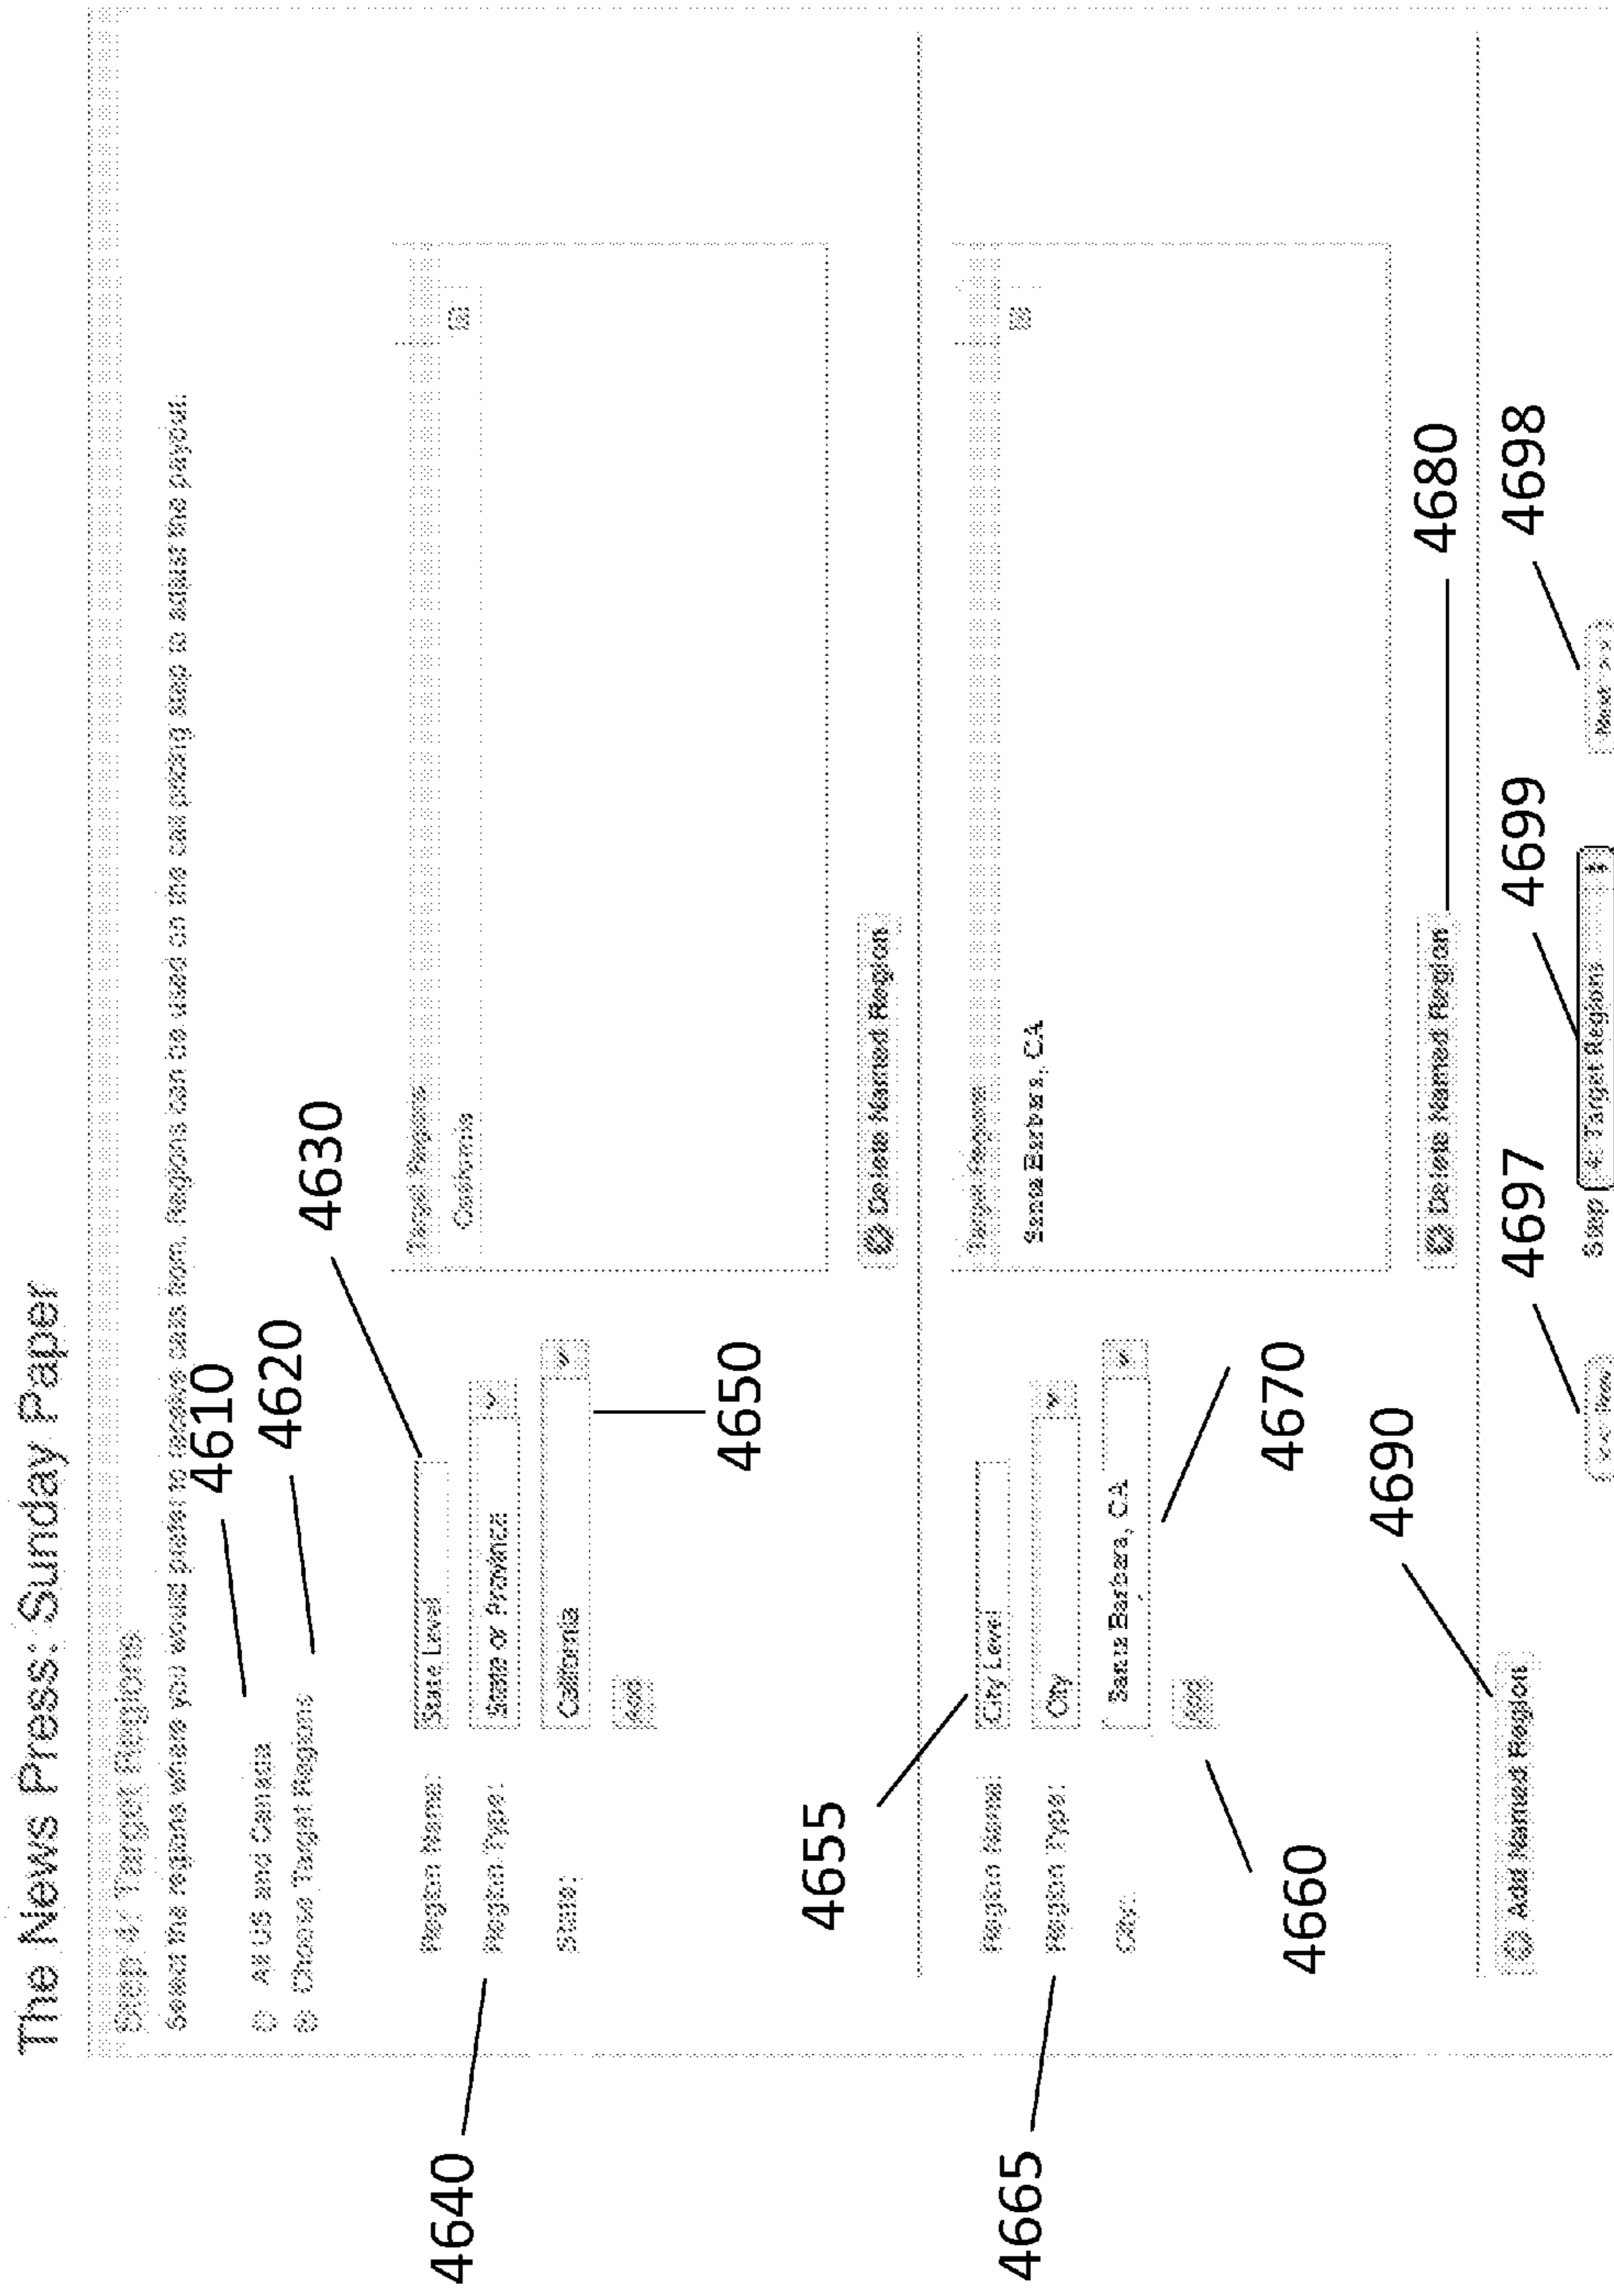 The News Press: Sunday Paper
Step 4: Target Regions
Select the regions where you would prefer to receive calls from. Regions can be used on the call pricing step to adjust the payout.
4610
All US and Canada
4620
Choose Target Regions
4630
Region Name: State Level
Target Regions
4640
Region Type: State or Province
California
State: California
Add
4650
Delete Named Region
4655
Region Name: City Level
Target Regions
4665
Region Type: City
Santa Barbara, CA
City: Santa Barbara, CA
Add
4660
4670
4690
Delete Named Region
4680
Add Named Region
4697
4699
4698
<< Prev
Step 4: Target Regions
Next >>